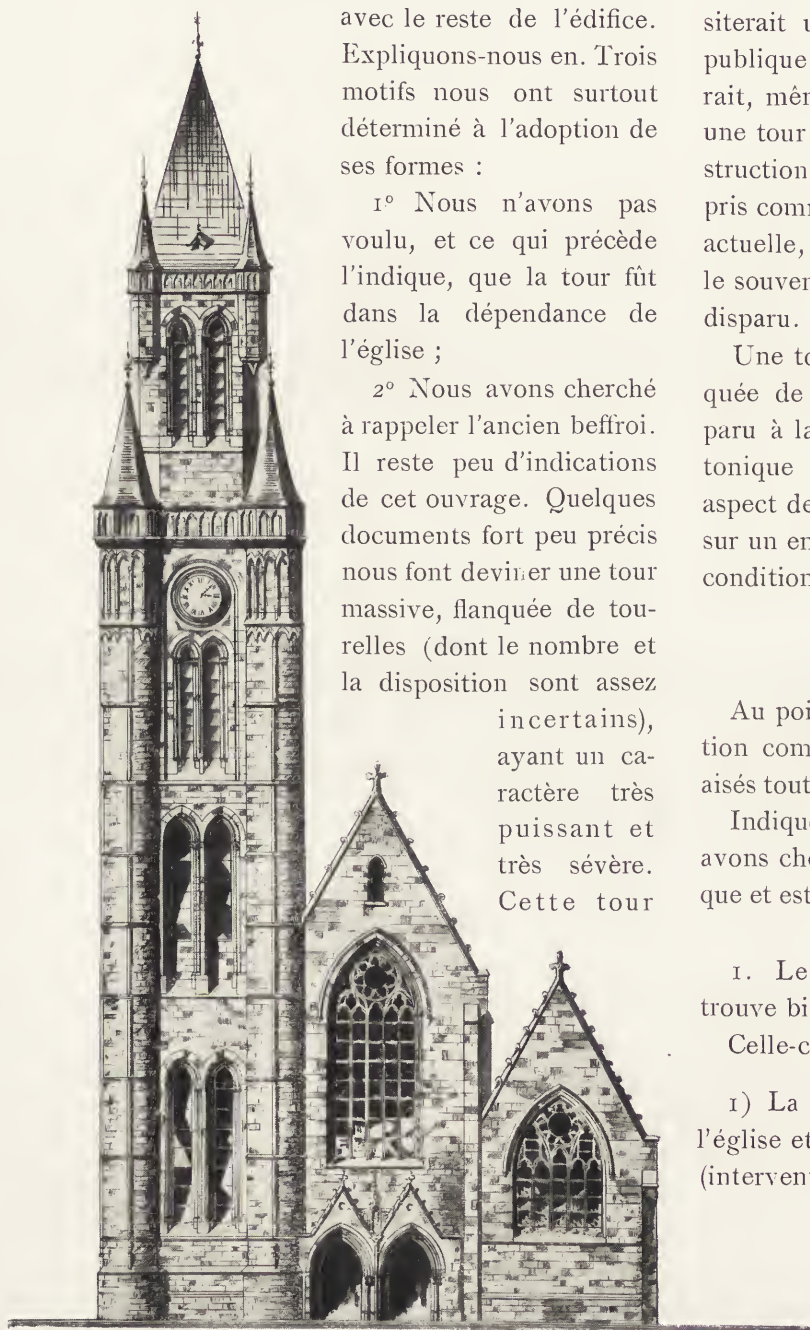 avec le reste de l'édifice.
Expliquons-nous en. Trois
motifs nous ont surtout
déterminé à l'adoption de
ses formes :
1º Nous n'avons pas
voulu, et ce qui précède
l'indique, que la tour fût
dans la dépendance de
l'église ;
2º Nous avons cherché
à rappeler l'ancien beffroi.
Il reste peu d'indications
de cet ouvrage. Quelques
documents fort peu précis
nous font deviner une tour
massive, flanquée de tou-
relles (dont le nombre et
la disposition sont assez
incertains),
ayant un ca-
ractère très
puissant et
très sévère.
Cette tour
siterait
publique
rait, mêm
une tour
struction
pris comm
actuelle,
le souven
disparu.
Une to
quée de
paru à la
tonique
aspect de
sur un en
condition
Au poi
tion com
aisés tout
Indique
avons che
que et est
1. Le
trouve bi
Celle-c
1) La
l'église et
(interven